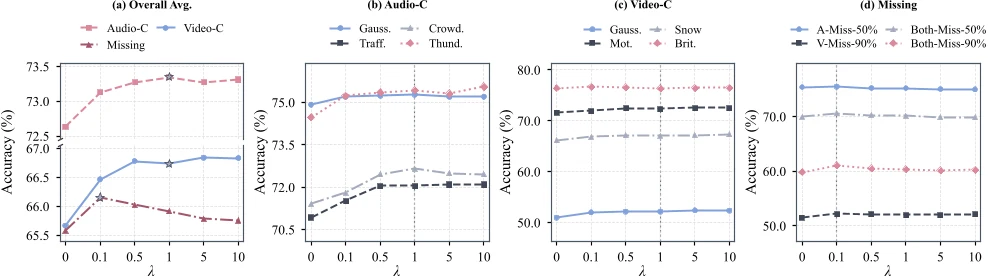 (a) Overall Avg.
Audio-C Video-C
Missing
73.5
73.0
72.5
67.0
66.5
66.0
65.5
Accuracy (%)
0 0.1 0.5 1 5 10
λ
(b) Audio-C
Gauss. Crowd.
Traff. Thund.
75.0
73.5
72.0
70.5
Accuracy (%)
0 0.1 0.5 1 5 10
λ
(c) Video-C
Gauss. Snow
Mot. Brit.
80.0
70.0
60.0
50.0
Accuracy (%)
0 0.1 0.5 1 5 10
λ
(d) Missing
A-Miss-50% Both-Miss-50%
V-Miss-90% Both-Miss-90%
70.0
60.0
50.0
Accuracy (%)
0 0.1 0.5 1 5 10
λ